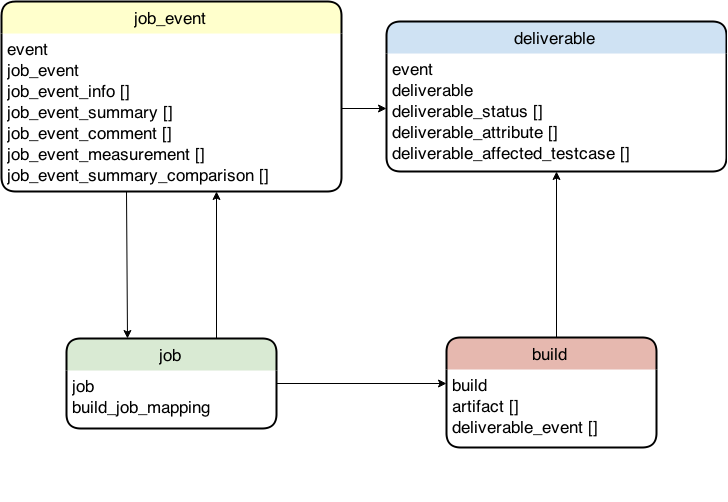 job_event
event
job_event
job_event_info []
job_event_summary []
job_event_comment []
job_event_measurement []
job_event_summary_comparison []
deliverable
event
deliverable
deliverable_status []
deliverable_attribute []
deliverable_affected_testcase []
job
job
build_job_mapping
build
build
artifact []
deliverable_event []